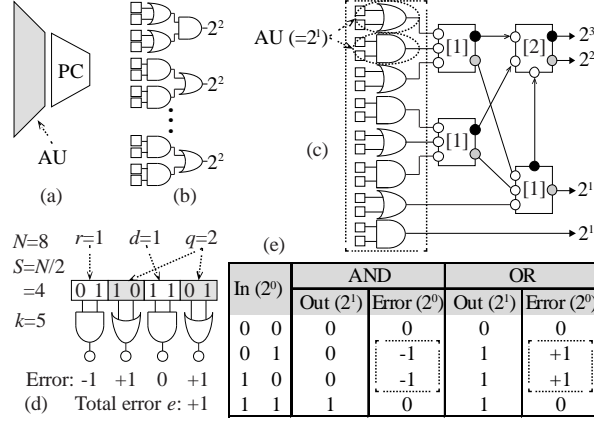 PC
AU
(a)
2²
2²
2²
(b)
AU (=2¹)
[1]
[2]
2³
2²
[1]
[1]
2¹
2¹
(c)
N=8
r=1
d=1
q=2
S=N/2
=4
0 1 1 0 1 1 0 1
k=5
Error: -1 +1 0 +1
(d) Total error e: +1
(e)
In (2⁰) AND OR
Out (2¹) Error (2⁰) Out (2¹) Error (2⁰)
0 0 0 0 0 0
0 1 0 -1 1 +1
1 0 0 -1 1 +1
1 1 1 0 1 0